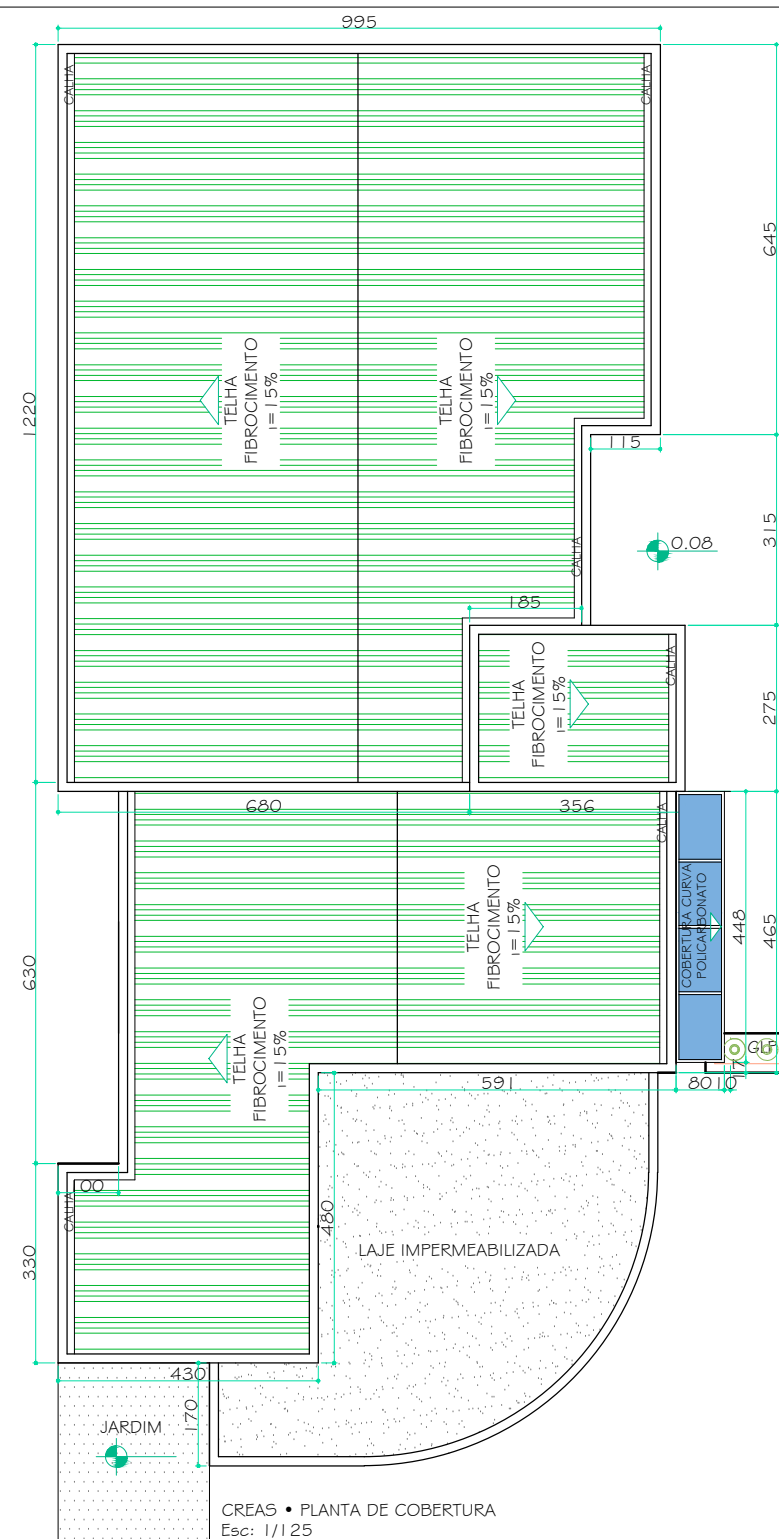 995
CALHA
CALHA
645
1220
TELHA
FIBROCIMENTO
i=15%
TELHA
FIBROCIMENTO
i=15%
115
315
0.08
CALHA
185
TELHA
FIBROCIMENTO
i=15%
CALHA
275
680
356
CALHA
TELHA
FIBROCIMENTO
i=15%
COBERTURA CURVA
POLICARBONATO
448
465
630
TELHA
FIBROCIMENTO
i=15%
GLP
17
591
80
10
100
CALHA
480
LAJE IMPERMEABILIZADA
330
430
170
JARDIM
CREAS • PLANTA DE COBERTURA
Esc: 1/125